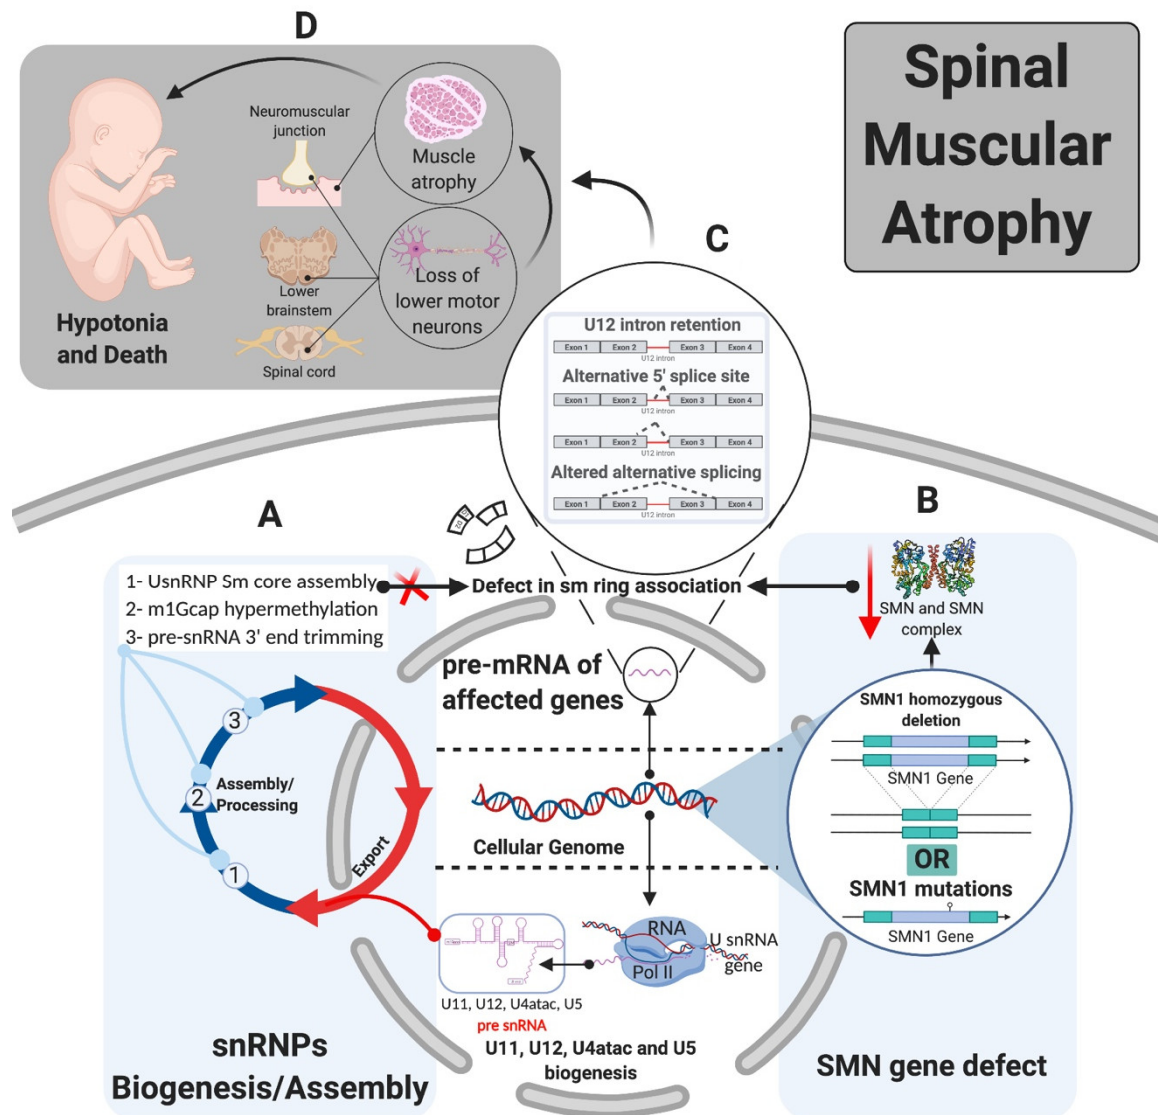 D
Spinal
Muscular
Atrophy
Neuromuscular
junction
Muscle
atrophy
Lower
brainstem
Loss of
lower motor
neurons
Spinal cord
Hypotonia
and Death
C
U12 intron retention
Exon 1 Exon 2 Exon 3 Exon 4
U12 intron
Alternative 5' splice site
Exon 1 Exon 2 Exon 3 Exon 4
U12 intron
Exon 1 Exon 2 Exon 3 Exon 4
U12 intron
Altered alternative splicing
Exon 1 Exon 2 Exon 3 Exon 4
U12 intron
A
1- UsnRNP Sm core assembly
2- m1Gcap hypermethylation
3- pre-snRNA 3' end trimming
Defect in sm ring association
B
SMN and SMN
complex
pre-mRNA of
affected genes
3
2
1
Assembly/
Processing
Export
Cellular Genome
SMN1 homozygous
deletion
SMN1 Gene
OR
SMN1 mutations
SMN1 Gene
RNA
Pol II
U snRNA
gene
U11, U12, U4atac, U5
pre snRNA
U11, U12, U4atac and U5
biogenesis
snRNPs
Biogenesis/Assembly
SMN gene defect